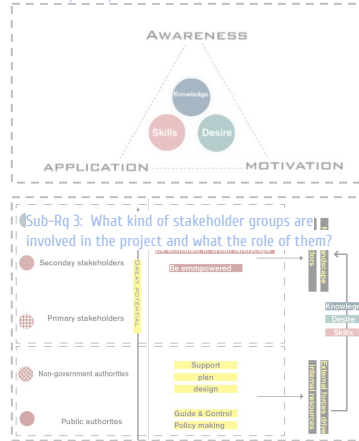 AWARENESS
Knowledge
Skills
Desire
APPLICATION
MOTIVATION
Sub-Rq 3: What kind of stakeholder groups are
involved in the project and what the role of them?
Seconday stakeholders
Be emmpowered
GREAT POTENTIAL
Primary stakeholders
Knowledge
Desire
Skills
Non-government authorities
Support
plan
design
External forces drive
internal resources
Public authorites
Guide & Control
Policy making